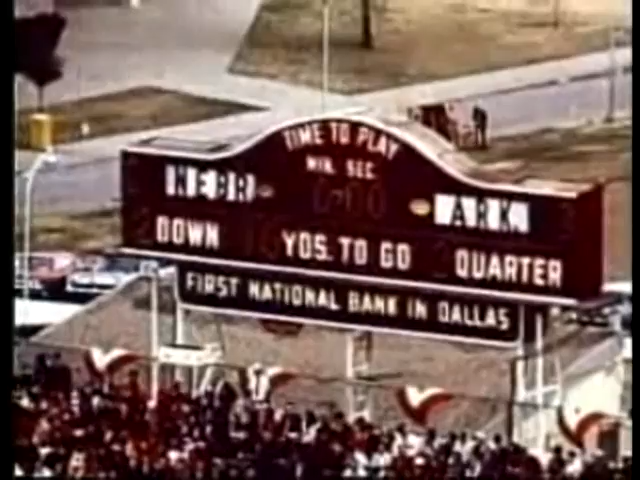 TIME TO PLAY
MIN. SEC.
NEBR ARK.
DOWN YDS. TO GO QUARTER
FIRST NATIONAL BANK IN DALLAS